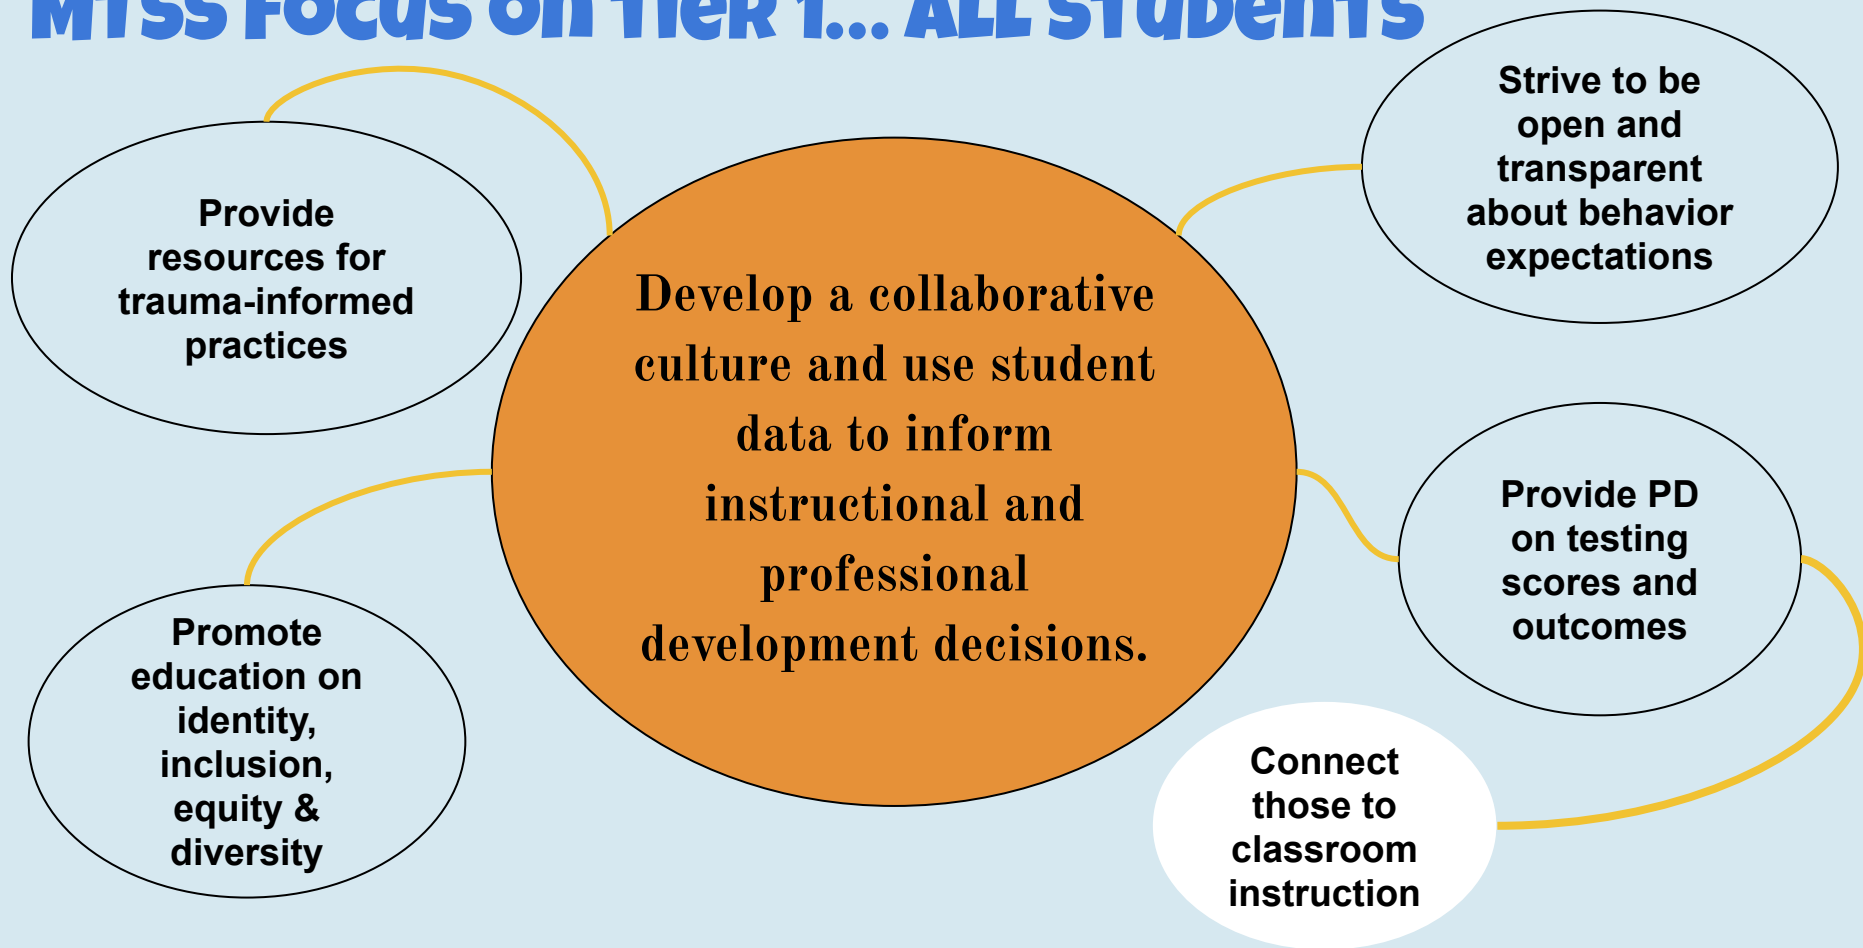 MTSS Focus on Tier 1... ALL Students
Provide
resources for
trauma-informed
practices
Develop a collaborative
culture and use student
data to inform
instructional and
professional
development decisions.
Strive to be
open and
transparent
about behavior
expectations
Provide PD
on testing
scores and
outcomes
Promote
education on
identity,
inclusion,
equity &
diversity
Connect
those to
classroom
instruction